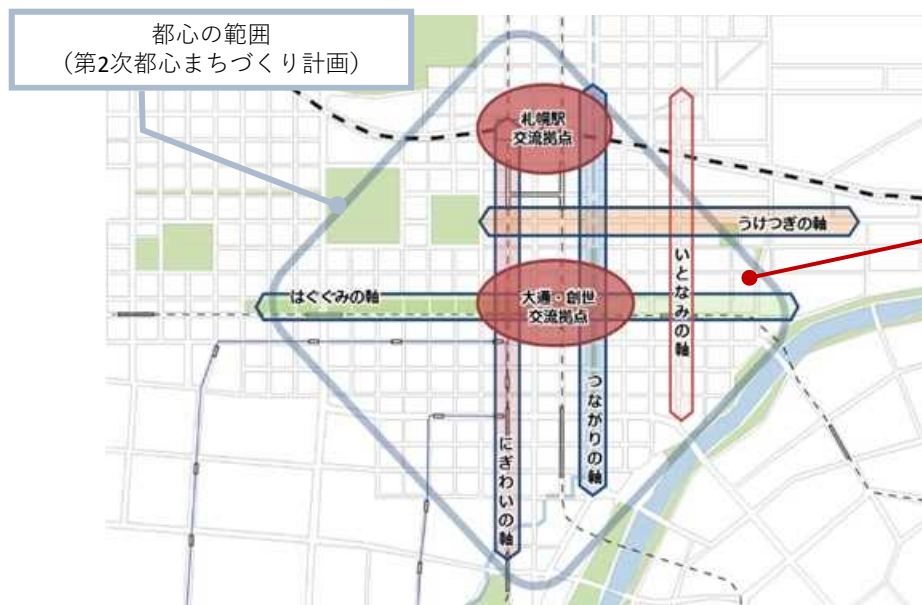 都心の範囲
（第2次都心まちづくり計画）
札幌駅
交流拠点
うけつぎの軸
いとなみの軸
はぐくみの軸
大通・創世
交流拠点
つながりの軸
にぎわいの軸